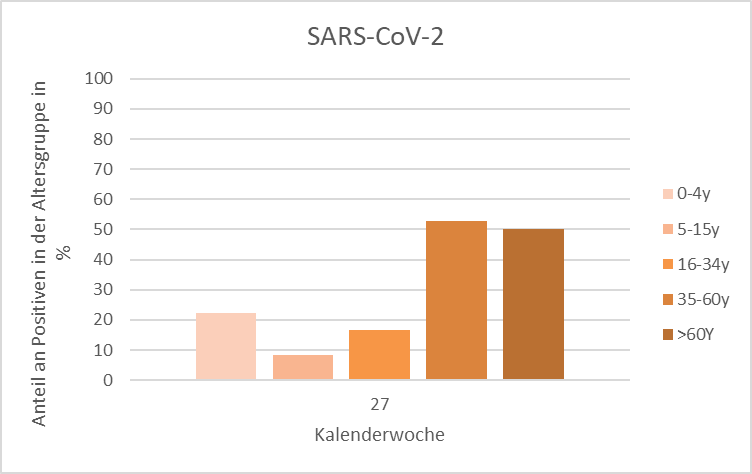 SARS-CoV-2
Anteil an Positiven in der Altersgruppe in
%
100
90
80
70
60
50
40
30
20
10
0
27
Kalenderwoche
0-4y
5-15y
16-34y
35-60y
>60Y